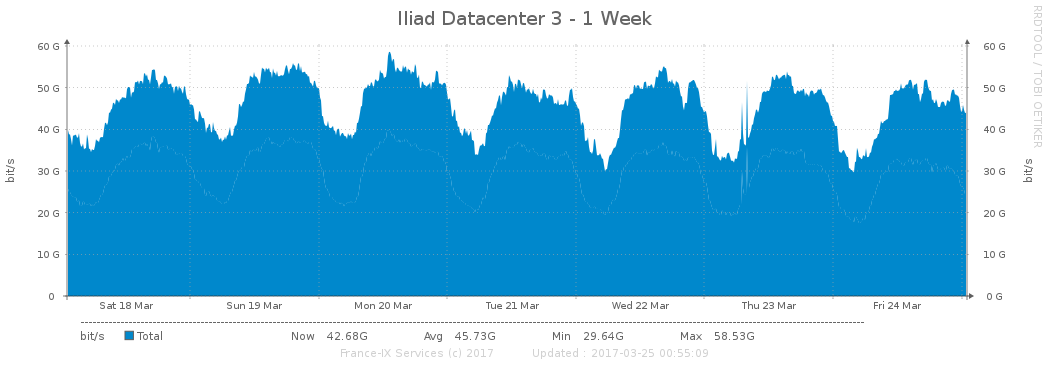 Iliad Datacenter 3 - 1 Week
RRDTOOL / TOBI OETIKER
60 G 60 G
50 G 50 G
40 G 40 G
30 G 30 G
20 G 20 G
10 G 10 G
0 0 G
bit/s bit/s
Sat 18 Mar Sun 19 Mar Mon 20 Mar Tue 21 Mar Wed 22 Mar Thu 23 Mar Fri 24 Mar
bit/s Total Now 42.68G Avg 45.73G Min 29.64G Max 58.53G
France-IX Services (c) 2017 Updated : 2017-03-25 00:55:09